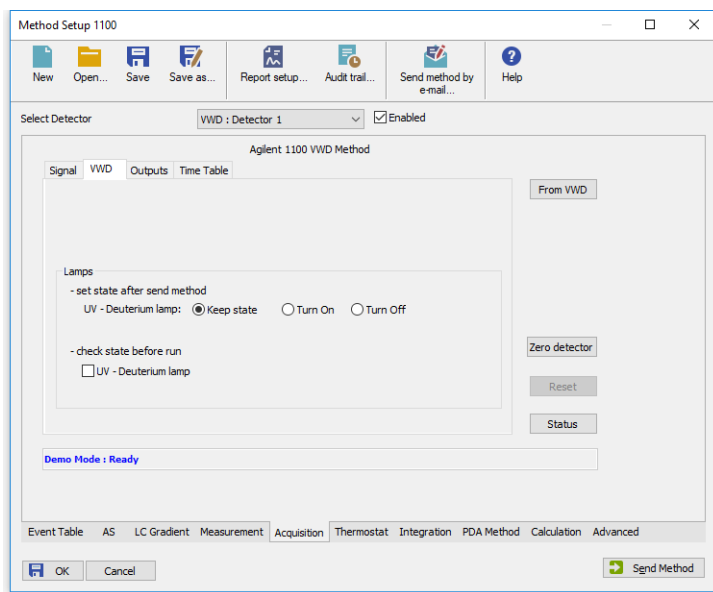 Method Setup 1100
New Open... Save Save as... Report setup... Audit trail... Send method by e-mail... Help
Select Detector VWD : Detector 1 Enabled
Agilent 1100 VWD Method
Signal VWD Outputs Time Table
From VWD
Lamps
- set state after send method
UV - Deuterium lamp: Keep state Turn On Turn Off
Zero detector
- check state before run
UV - Deuterium lamp
Reset
Status
Demo Mode : Ready
Event Table AS LC Gradient Measurement Acquisition Thermostat Integration PDA Method Calculation Advanced
OK Cancel Send Method